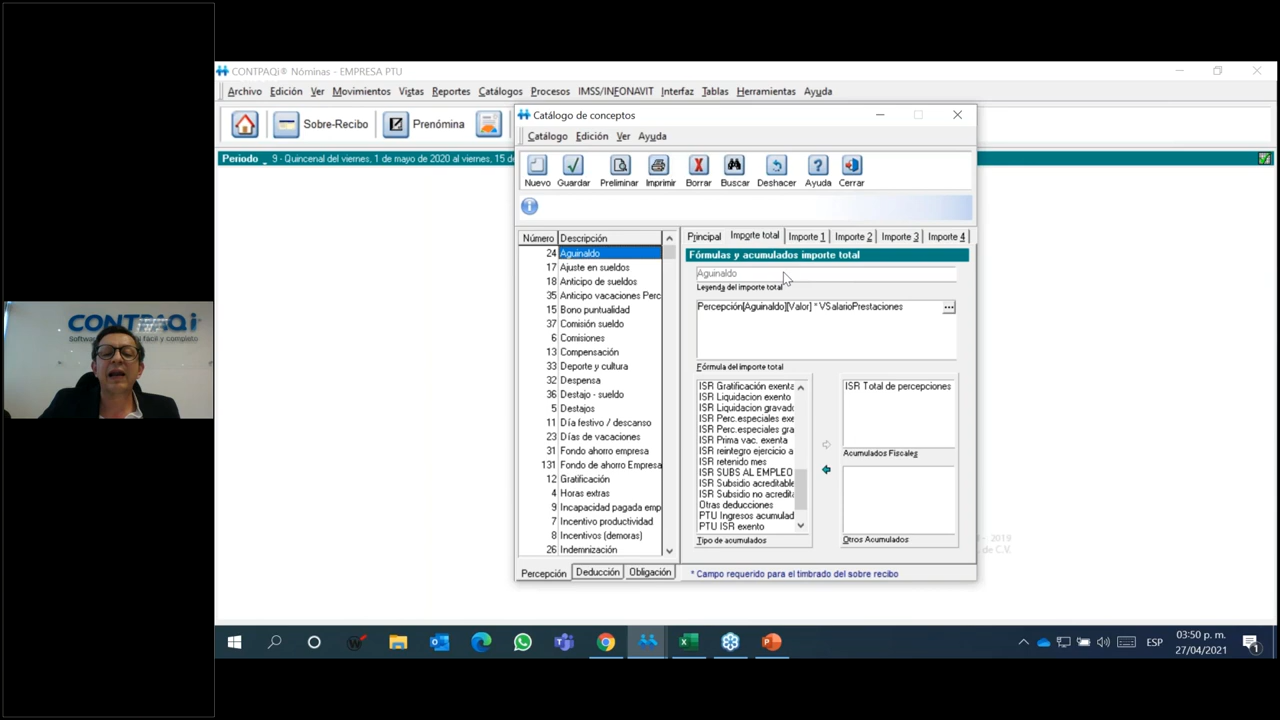 CONTPAQi® Nóminas - EMPRESA PTU
Archivo Edición Ver Movimientos Vistas Reportes Catálogos Procesos IMSS/INFONAVIT Interfaz Tablas Herramientas Ayuda
Sobre-Recibo Prenómina
Periodo _ 9 - Quincenal del viernes, 1 de mayo de 2020 al viernes, 15 de
Catálogo de conceptos
Catálogo Edición Ver Ayuda
Nuevo Guardar Preliminar Imprimir Borrar Buscar Deshacer Ayuda Cerrar
Número Descripción
24 Aguinaldo
17 Ajuste en sueldos
18 Anticipo de sueldos
35 Anticipo vacaciones Perc
15 Bono puntualidad
37 Comisión sueldo
6 Comisiones
13 Compensación
33 Deporte y cultura
32 Despensa
36 Destajo - sueldo
5 Destajos
11 Día festivo / descanso
23 Días de vacaciones
31 Fondo ahorro empresa
131 Fondo de ahorro Empresa
12 Gratificación
4 Horas extras
9 Incapacidad pagada emp
7 Incentivo productividad
8 Incentivos (demoras)
26 Indemnización
Percepción Deducción Obligación
Principal Importe total Importe 1 Importe 2 Importe 3 Importe 4
Fórmulas y acumulados importe total
Aguinaldo
Leyenda del importe total
Percepción[Aguinaldo][Valor] * VSalarioPrestaciones
...
Fórmula del importe total
ISR Gratificación exenta
ISR Liquidacion exento
ISR Liquidacion gravado
ISR Perc.especiales exe
ISR Perc.especiales gra
ISR Prima vac. exenta
ISR reintegro ejercicio a
ISR retenido mes
ISR SUBS AL EMPLEO
ISR Subsidio acreditable
ISR Subsidio no acredita
Otras deducciones
PTU Ingresos acumulad
PTU ISR exento
Tipo de acumulados
ISR Total de percepciones
Acumulados Fiscales
Otros Acumulados
* Campo requerido para el timbrado del sobre recibo
2019
de C.V.
CONTPAQi
Softwa fácil y completo
ESP
03:50 p. m.
27/04/2021
1